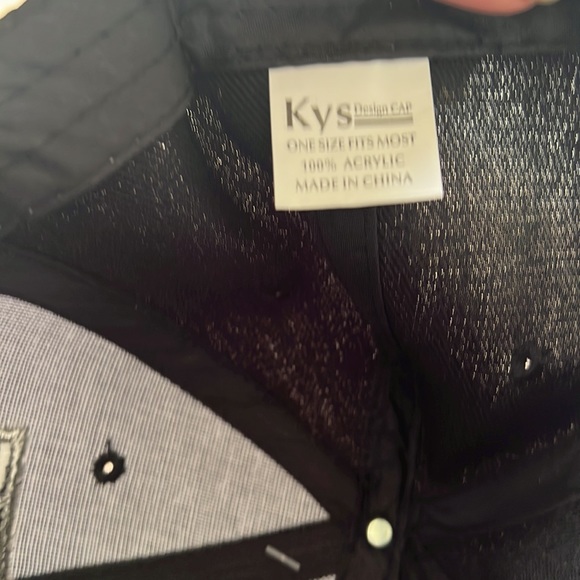 Kys Design CAP
ONE SIZE FITS MOST
100% ACRYLIC
MADE IN CHINA